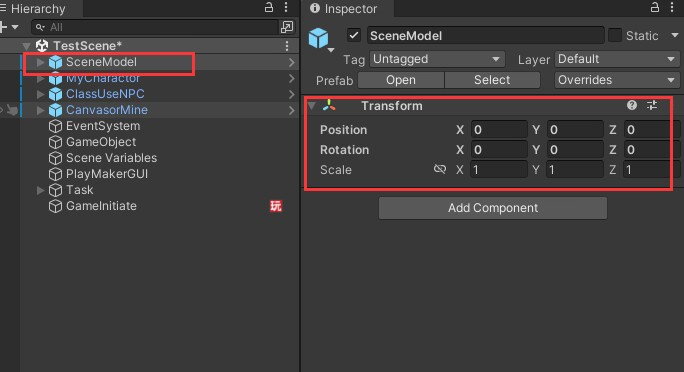 Hierarchy
All
TestScene*
SceneModel
MyCharactor
ClassUseNPC
CanvasorMine
EventSystem
GameObject
Scene Variables
PlayMakerGUI
Task
GameInitiate 玩
Inspector
SceneModel Static
Tag Untagged Layer Default
Prefab Open Select Overrides
Transform
Position X 0 Y 0 Z 0
Rotation X 0 Y 0 Z 0
Scale X 1 Y 1 Z 1
Add Component